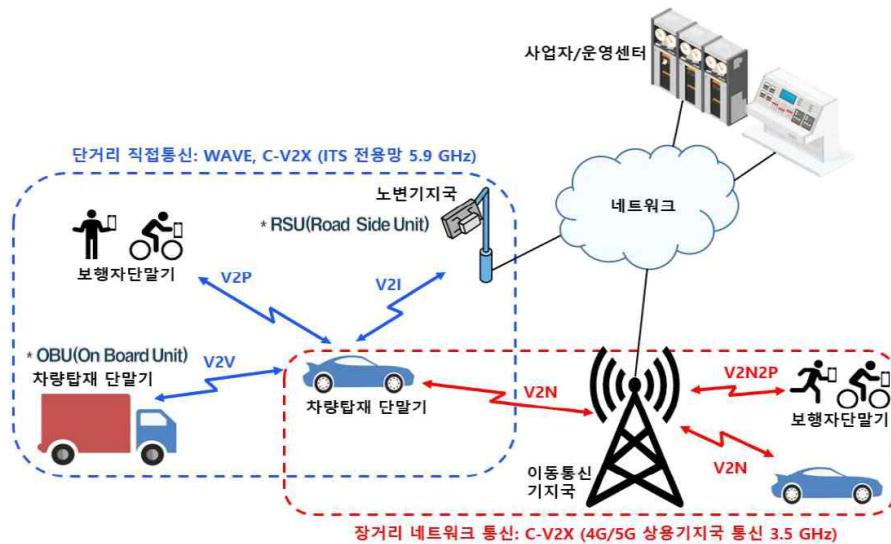 사업자/운영센터
단거리 직접통신: WAVE, C-V2X (ITS 전용망 5.9 GHz)
노변기지국
* RSU(Road Side Unit)
네트워크
보행자단말기
V2P
V2I
* OBU(On Board Unit)
차량탑재 단말기
V2V
차량탑재 단말기
V2N
V2N2P
보행자단말기
V2N
이동통신
기지국
장거리 네트워크 통신: C-V2X (4G/5G 상용기지국 통신 3.5 GHz)